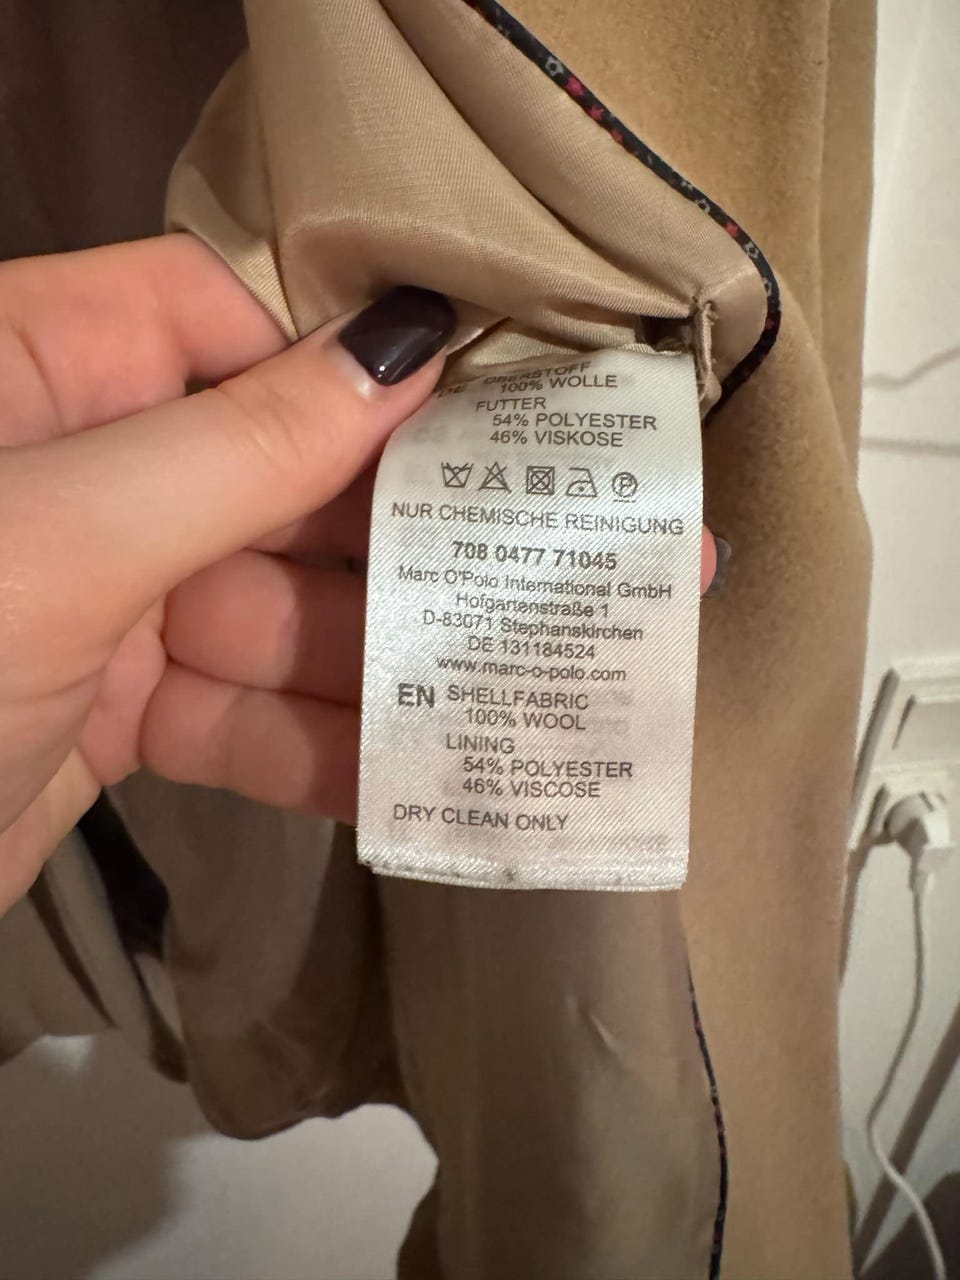 DE OBERSTOFF
100% WOLLE
FUTTER
54% POLYESTER
46% VISKOSE
P
NUR CHEMISCHE REINIGUNG
708 0477 71045
Marc O'Polo International GmbH
Hofgartenstraße 1
D-83071 Stephanskirchen
DE 131184524
www.marc-o-polo.com
EN SHELLFABRIC
100% WOOL
LINING
54% POLYESTER
46% VISCOSE
DRY CLEAN ONLY